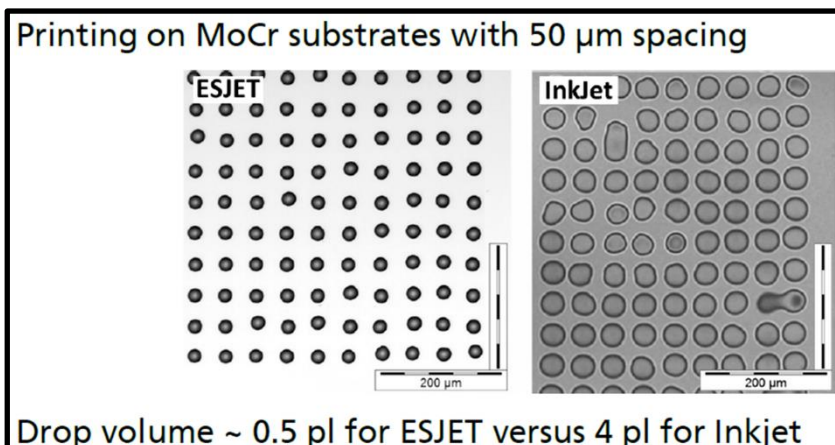 Printing on MoCr substrates with 50 µm spacing
ESJET
InkJet
200 µm
200 µm
Drop volume ~ 0.5 pl for ESJET versus 4 pl for Inkjet